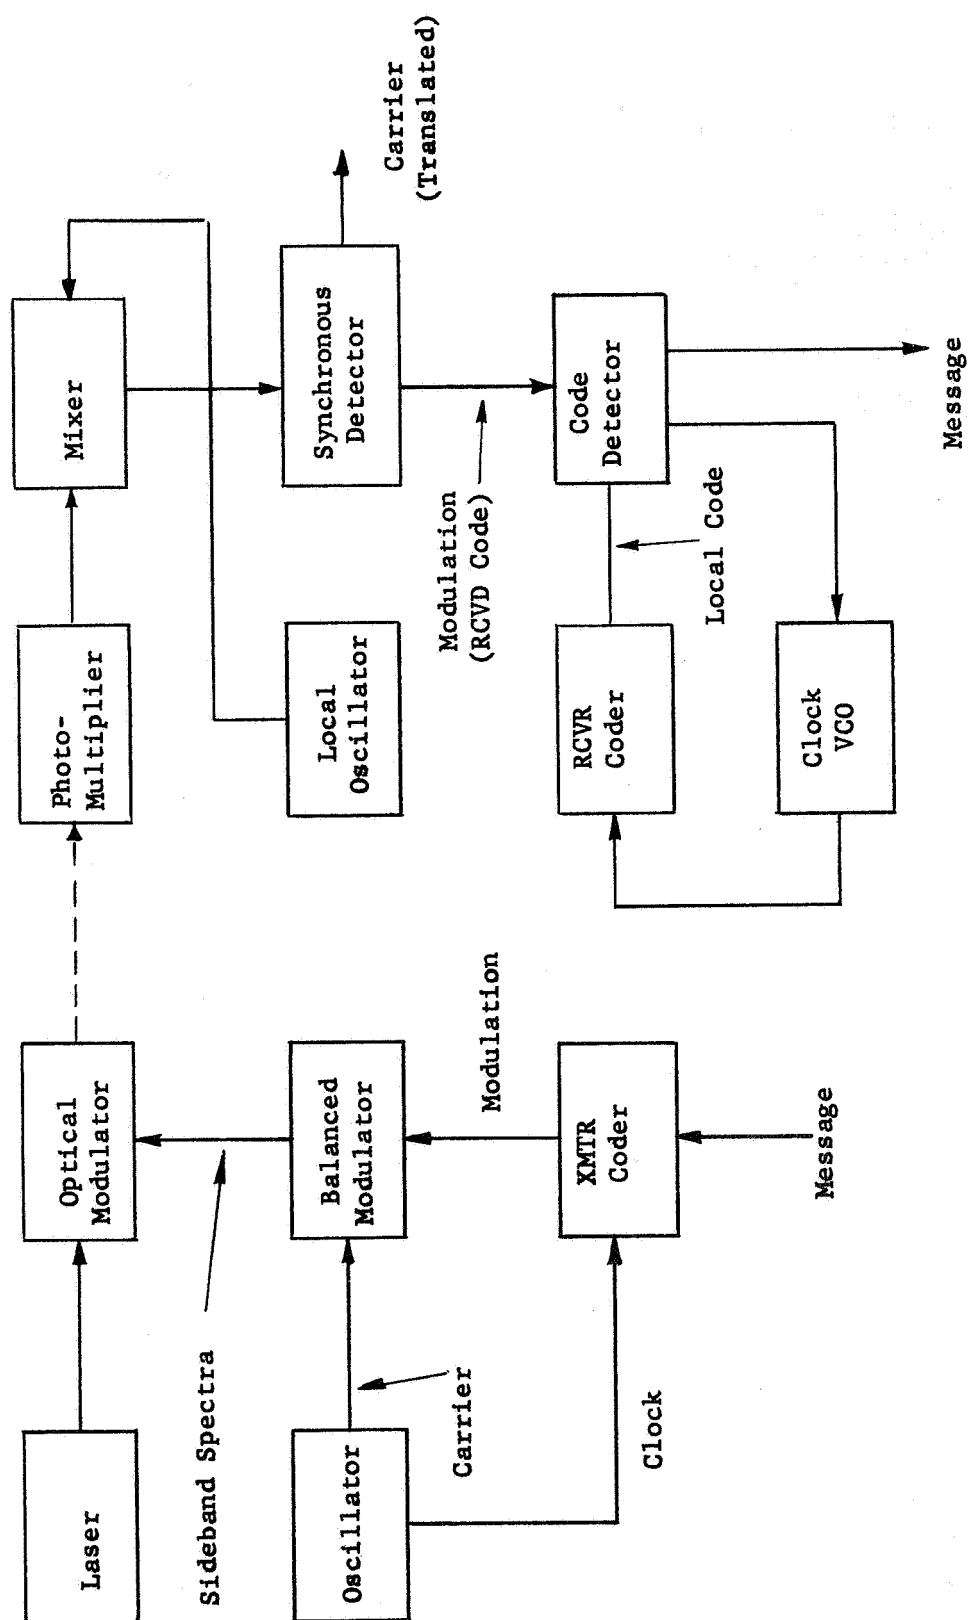 Laser
Optical
Modulator
Photo-
Multiplier
Mixer
Sideband Spectra
Oscillator
Carrier
Balanced
Modulator
Local
Oscillator
Synchronous
Detector
Carrier
(Translated)
Clock
Modulation
XMTR
Coder
Message
Modulation
(RCVD Code)
RCVR
Coder
Local Code
Code
Detector
Clock
VCO
Message